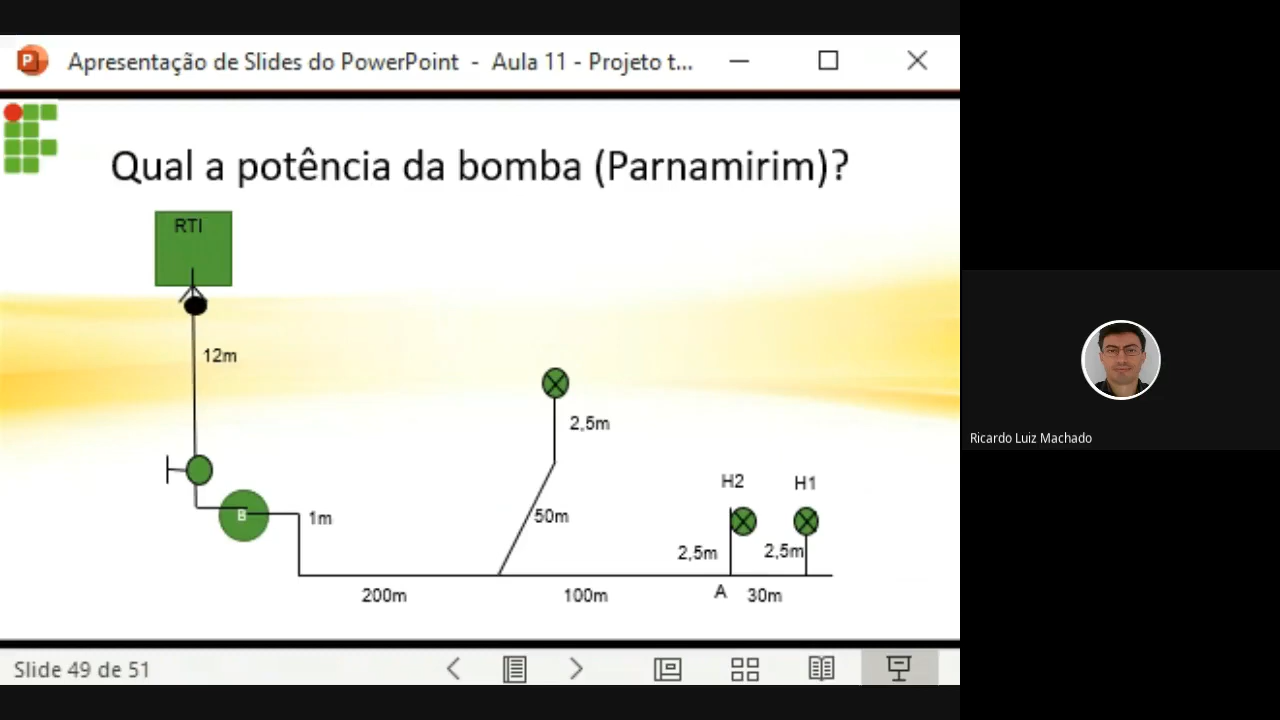 Apresentação de Slides do PowerPoint - Aula 11 - Projeto t...
Qual a potência da bomba (Parnamirim)?
RTI
12m
2,5m
B
1m
50m
H2
H1
2,5m
2,5m
200m
100m
A
30m
Ricardo Luiz Machado
Slide 49 de 51